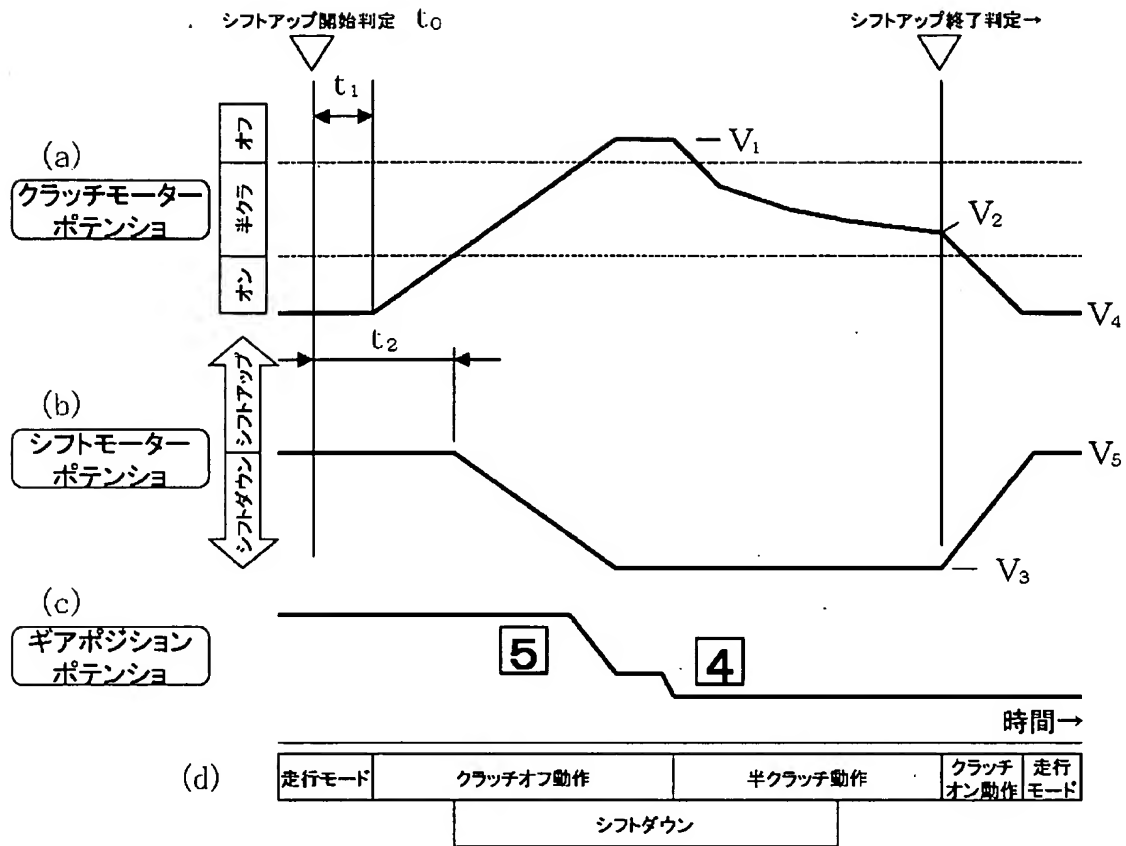 シフトアップ開始判定 t₀
シフトアップ終了判定→
t₁
オフ
半クラ
オン
(a)
クラッチモーター
ポテンショ
V₁
V₂
V₄
t₂
シフトアップ
シフトダウン
(b)
シフトモーター
ポテンショ
V₅
V₃
(c)
ギアポジション
ポテンショ
5
4
時間→
(d)
走行モード
クラッチオフ動作
半クラッチ動作
クラッチ
オン動作
走行
モード
シフトダウン